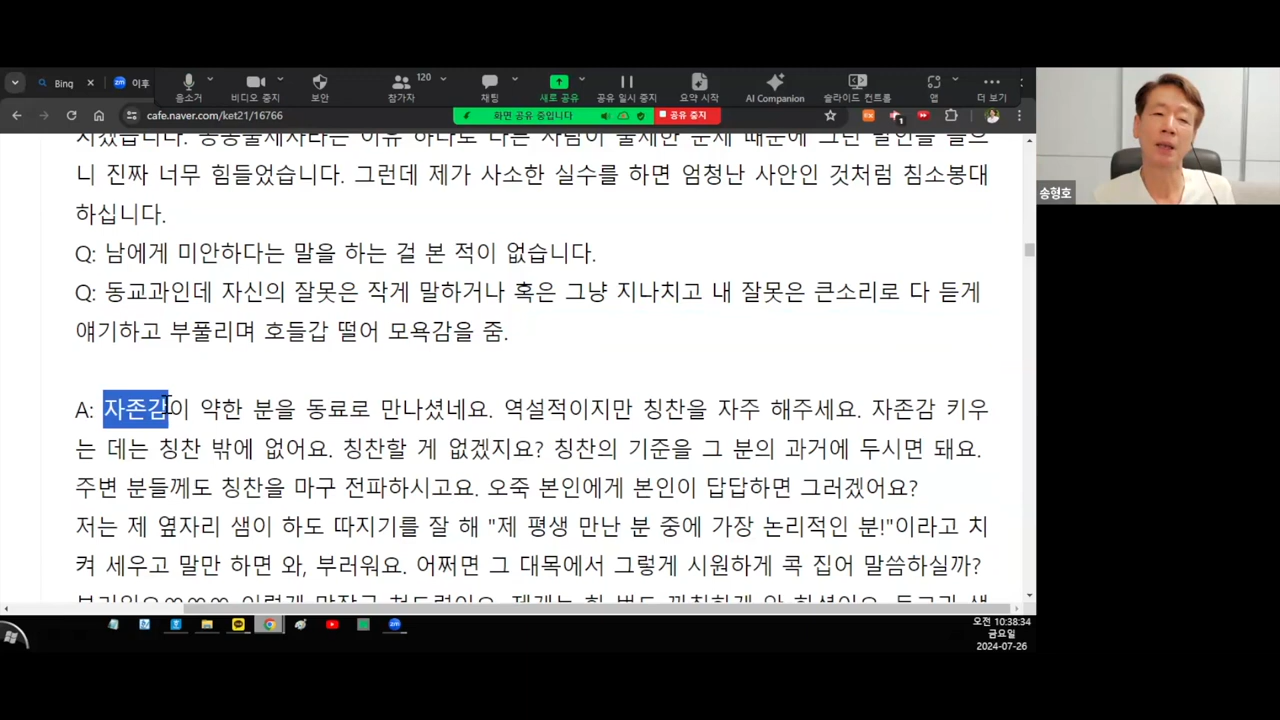 Bing
이후
120
음소거
비디오 중지
보안
참가자
채팅
새로 공유
공유 일시 중지
요약 시작
AI Companion
슬라이드 컨트롤
앱
더 보기
cafe.naver.com/ket21/16766
화면 공유 중입니다
공유 중지
송형호
니 진짜 너무 힘들었습니다. 그런데 제가 사소한 실수를 하면 엄청난 사안인 것처럼 침소봉대
하십니다.
Q: 남에게 미안하다는 말을 하는 걸 본 적이 없습니다.
Q: 동교과인데 자신의 잘못은 작게 말하거나 혹은 그냥 지나치고 내 잘못은 큰소리로 다 듣게
얘기하고 부풀리며 호들갑 떨어 모욕감을 줌.
A: 자존감이 약한 분을 동료로 만나셨네요. 역설적이지만 칭찬을 자주 해주세요. 자존감 키우
는 데는 칭찬 밖에 없어요. 칭찬할 게 없겠지요? 칭찬의 기준을 그 분의 과거에 두시면 돼요.
주변 분들께도 칭찬을 마구 전파하시고요. 오죽 본인에게 본인이 답답하면 그러겠어요?
저는 제 옆자리 샘이 하도 따지기를 잘 해 "제 평생 만난 분 중에 가장 논리적인 분!"이라고 치
켜 세우고 말만 하면 와, 부러워요. 어쩌면 그 대목에서 그렇게 시원하게 콕 집어 말씀하실까?
오전 10:38:34
금요일
2024-07-26